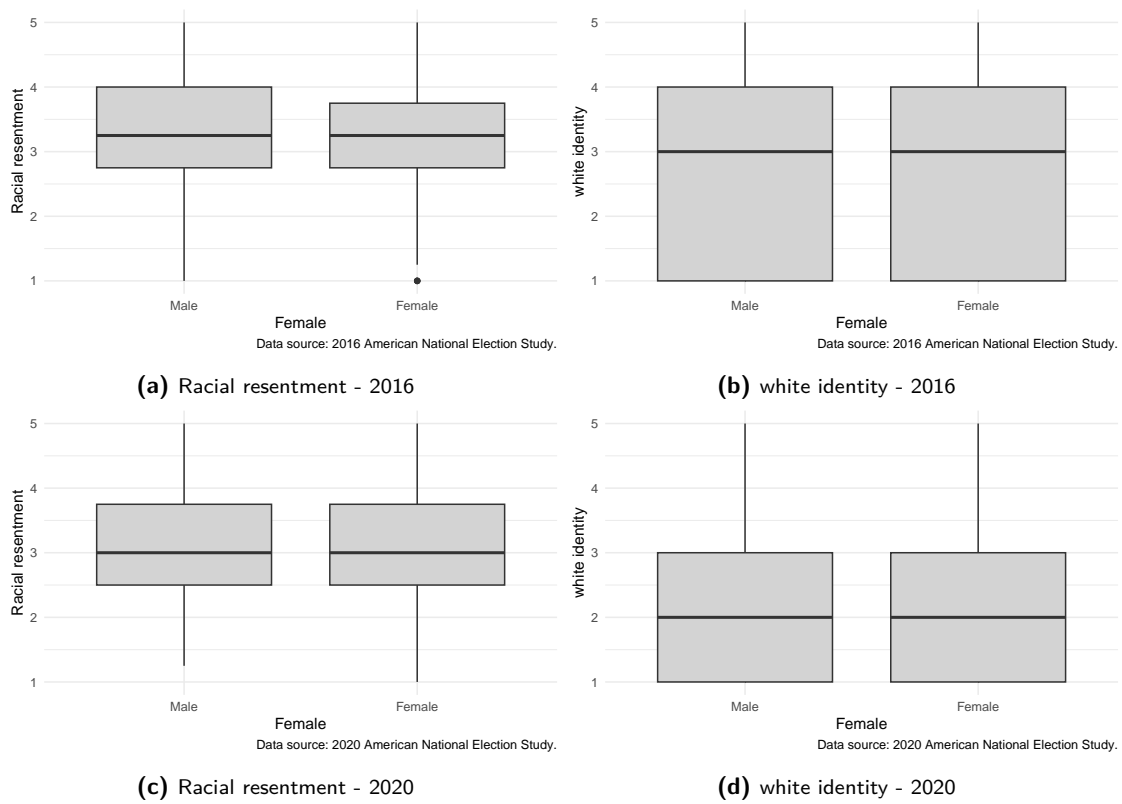 Racial resentment
5
4
3
2
1
Male
Female
Female
Data source: 2016 American National Election Study.
(a) Racial resentment - 2016
white identity
5
4
3
2
1
Male
Female
Female
Data source: 2016 American National Election Study.
(b) white identity - 2016
Racial resentment
5
4
3
2
1
Male
Female
Female
Data source: 2020 American National Election Study.
(c) Racial resentment - 2020
white identity
5
4
3
2
1
Male
Female
Female
Data source: 2020 American National Election Study.
(d) white identity - 2020